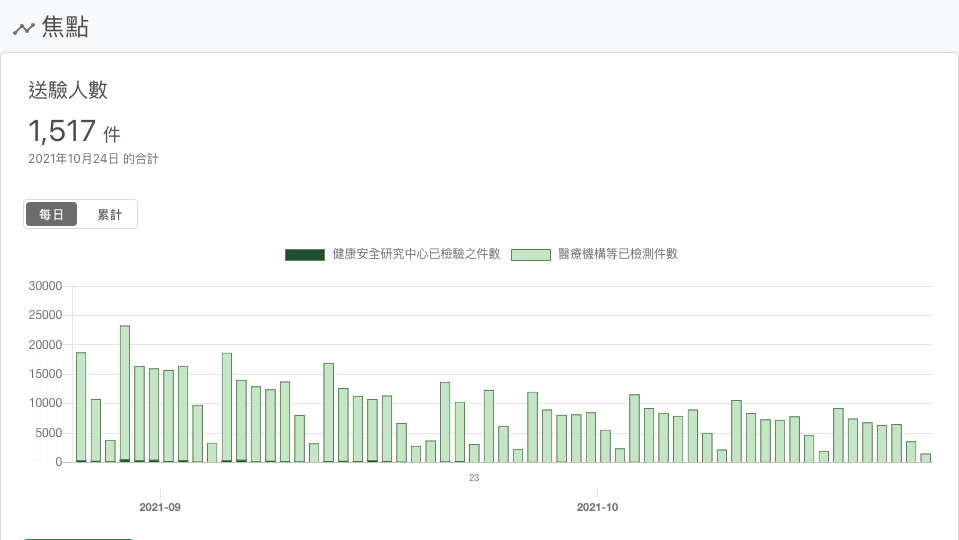 焦點
送驗人數
1,517 件
2021年10月24日 的合計
每日 累計
健康安全研究中心已檢驗之件數 醫療機構等已檢測件數
30000
25000
20000
15000
10000
5000
0
23
2021-09 2021-10